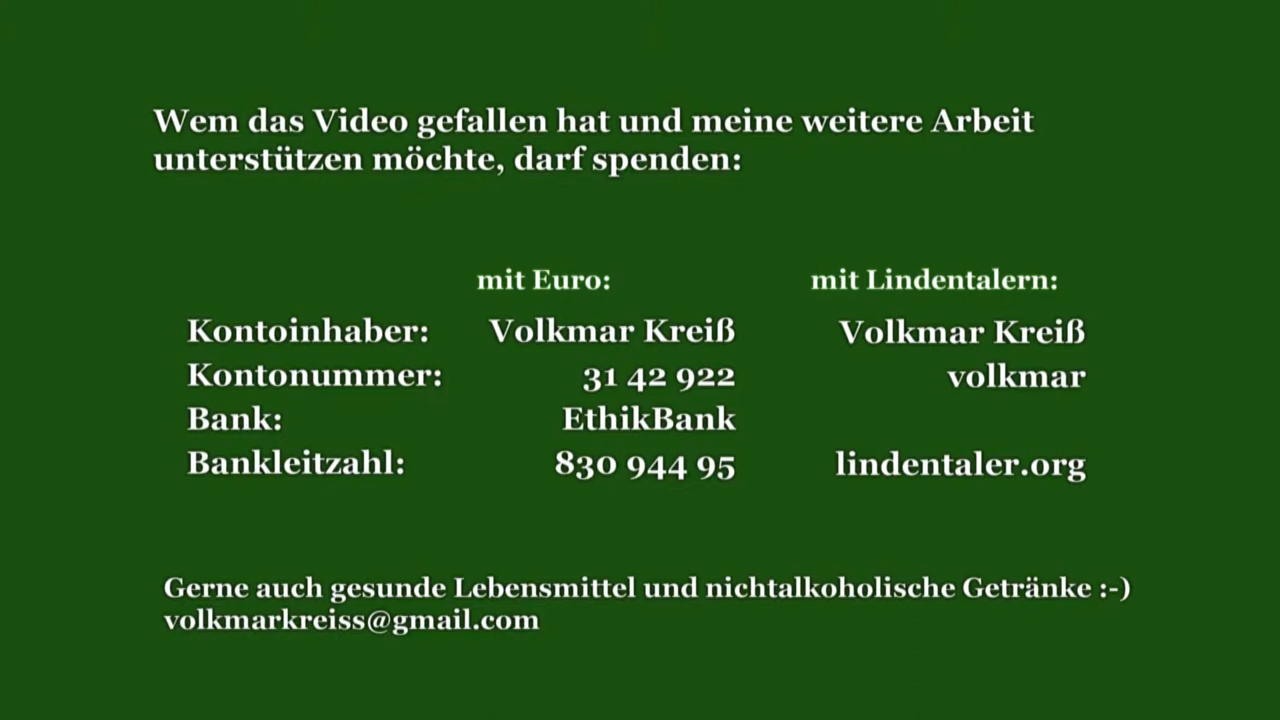 Wem das Video gefallen hat und meine weitere Arbeit
unterstützen möchte, darf spenden:
mit Euro: mit Lindentalern:
Kontoinhaber: Volkmar Kreiß Volkmar Kreiß
Kontonummer: 31 42 922 volkmar
Bank: EthikBank
Bankleitzahl: 830 944 95 lindentaler.org
Gerne auch gesunde Lebensmittel und nichtalkoholische Getränke :-)
volkmarkreiss@gmail.com